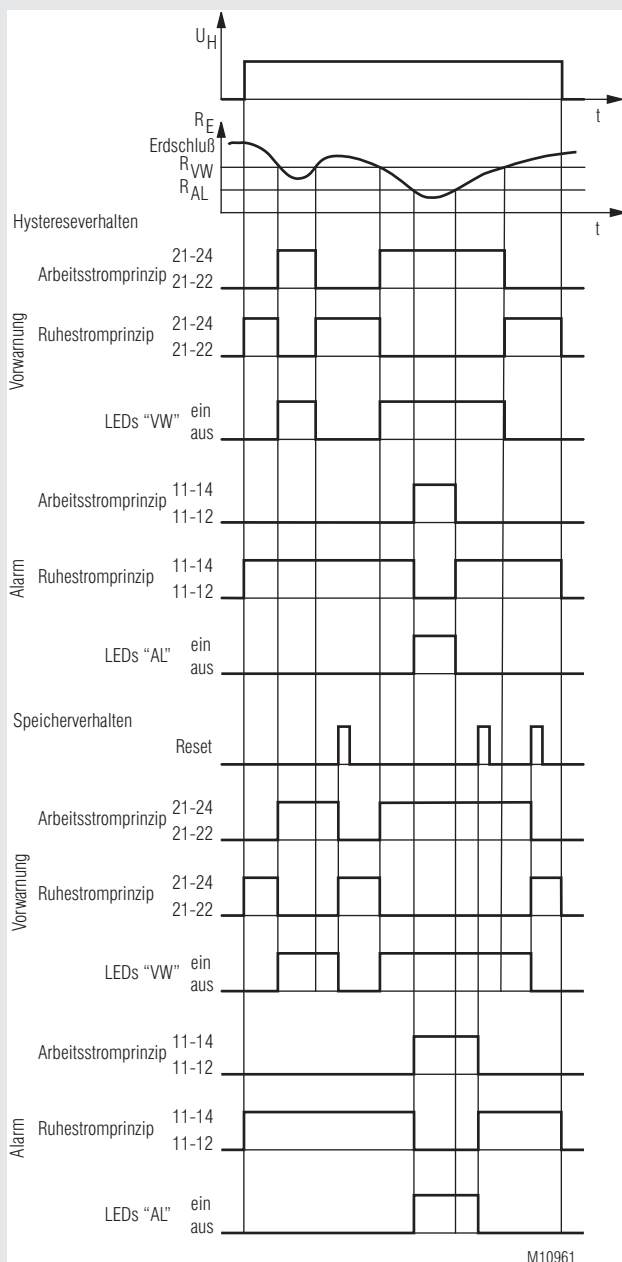 U_H
t
R_E
Erdschluß
R_VW
R_AL
t
Hystereseverhalten
Vorwarnung
Arbeitsstromprinzip 21-24
21-22
Ruhestromprinzip 21-24
21-22
LEDs “VW” ein
aus
Alarm
Arbeitsstromprinzip 11-14
11-12
Ruhestromprinzip 11-14
11-12
LEDs “AL” ein
aus
Speicherverhalten
Reset
Vorwarnung
Arbeitsstromprinzip 21-24
21-22
Ruhestromprinzip 21-24
21-22
LEDs “VW” ein
aus
Alarm
Arbeitsstromprinzip 11-14
11-12
Ruhestromprinzip 11-14
11-12
LEDs “AL” ein
aus
M10961